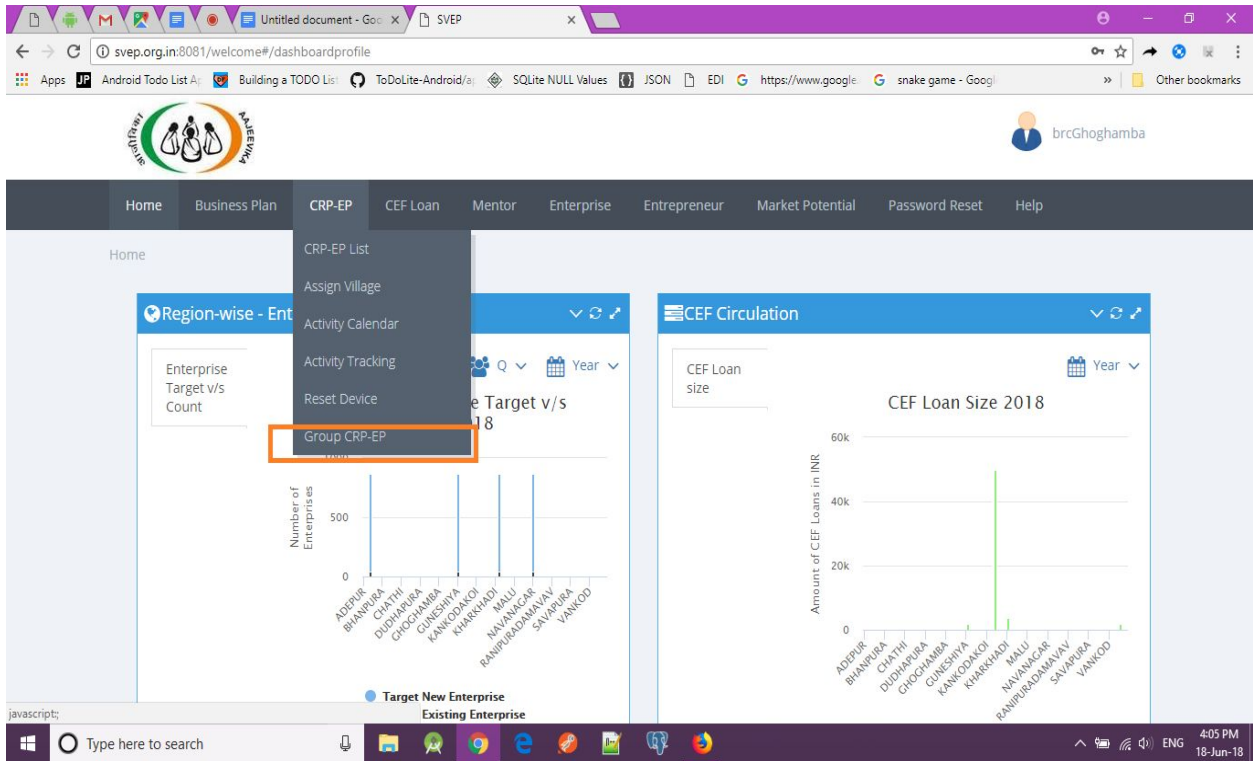 Untitled document - Goo
SVEP
svep.org.in:8081/welcome#/dashboardprofile
Apps
Android Todo List Ap
Building a TODO List
ToDoLite-Android/ap
SQLite NULL Values
JSON
https://www.google.
snake game - Googl
»
Other bookmarks
आजीविका
AAJEEVIKA
brcGhoghamba
Home Business Plan CRP-EP CEF Loan Mentor Enterprise Entrepreneur Market Potential Password Reset Help
Home
CRP-EP List
Assign Village
Activity Calendar
Activity Tracking
Reset Device
Group CRP-EP
Region-wise - Ent
Enterprise
Target v/s
Count
Q
Year
e Target v/s
Number of
Enterprises
500
0
ADEPUR
BHANPURA
CHATHI
DUDHAPURA
GHOGHAMBA
GUNESHIYA
KANKODAKOI
KHARKHADI
MALU
NAVANAGAR
RANIPURADAMAVAV
SAVAPURA
VANKOD
Target New Enterprise
Existing Enterprise
CEF Circulation
CEF Loan
size
Year
CEF Loan Size 2018
Amount of CEF Loans in INR
60k
40k
20k
0
ADEPUR
BHANPURA
CHATHI
DUDHAPURA
GHOGHAMBA
GUNESHIYA
KANKODAKOI
KHARKHADI
MALU
NAVANAGAR
RANIPURADAMAVAV
SAVAPURA
VANKOD
javascript:;
Type here to search
ENG
4:05 PM
18-Jun-18